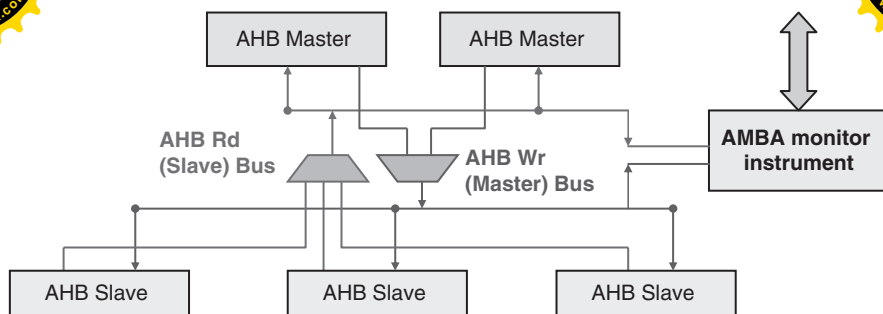 AHB Master
AHB Master
AHB Rd
(Slave) Bus
AHB Wr
(Master) Bus
AMBA monitor
instrument
AHB Slave
AHB Slave
AHB Slave